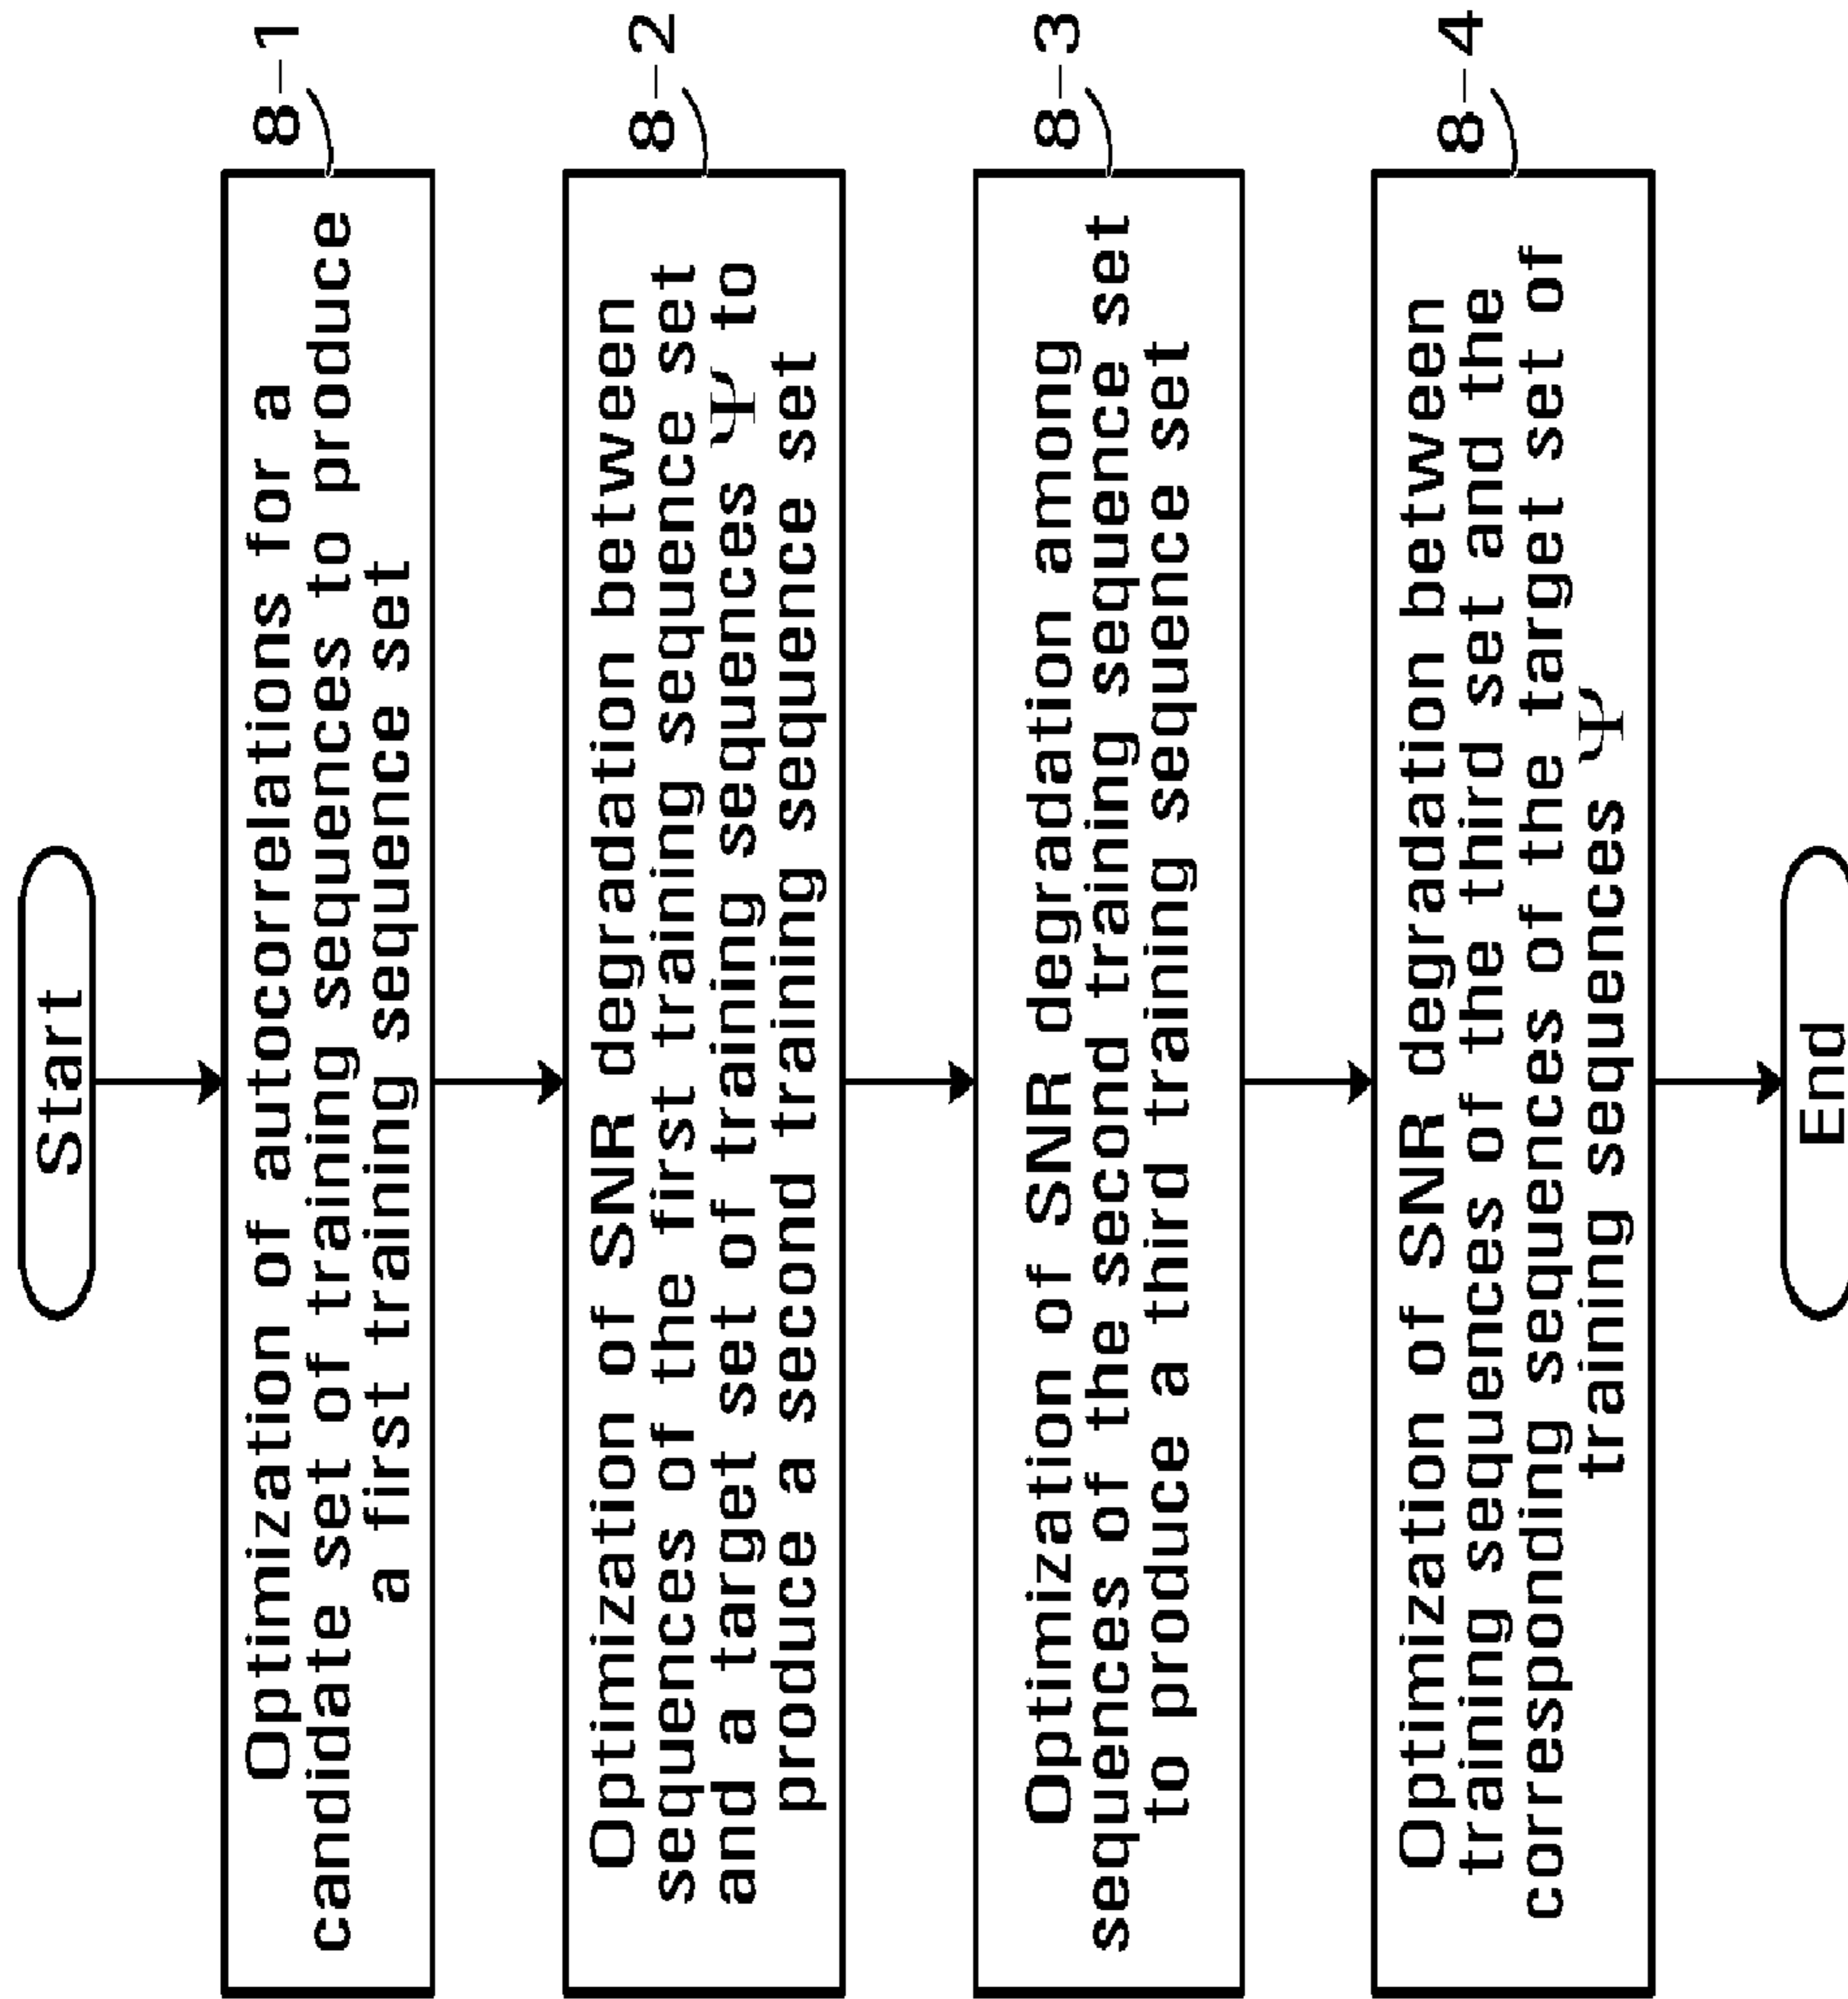 Start
8-1
Optimization of autocorrelations for a
candidate set of training sequences to produce
a first training sequence set
8-2
Optimization of SNR degradation between
sequences of the first training sequence set
and a target set of training sequences Ψ to
produce a second training sequence set
8-3
Optimization of SNR degradation among
sequences of the second training sequence set
to produce a third training sequence set
8-4
Optimization of SNR degradation between
training sequences of the third set and the
corresponding sequences of the target set of
training sequences Ψ
End